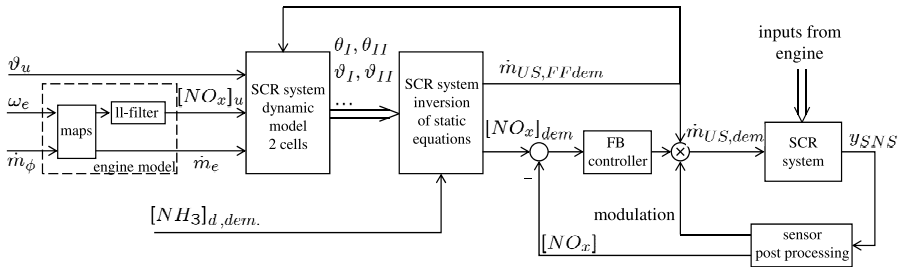 inputs from
engine
ϑ_u
ω_e
ṁ_ϕ
maps
ll-filter
engine model
[NO_x]_u
ṁ_e
SCR system
dynamic
model
2 cells
θ_I, θ_II
ϑ_I, ϑ_II
...
SCR system
inversion
of static
equations
ṁ_US,FFdem
[NO_x]_dem
−
FB
controller
×
ṁ_US,dem
SCR
system
y_SNS
[NH_3]_d,dem.
modulation
[NO_x]
sensor
post processing